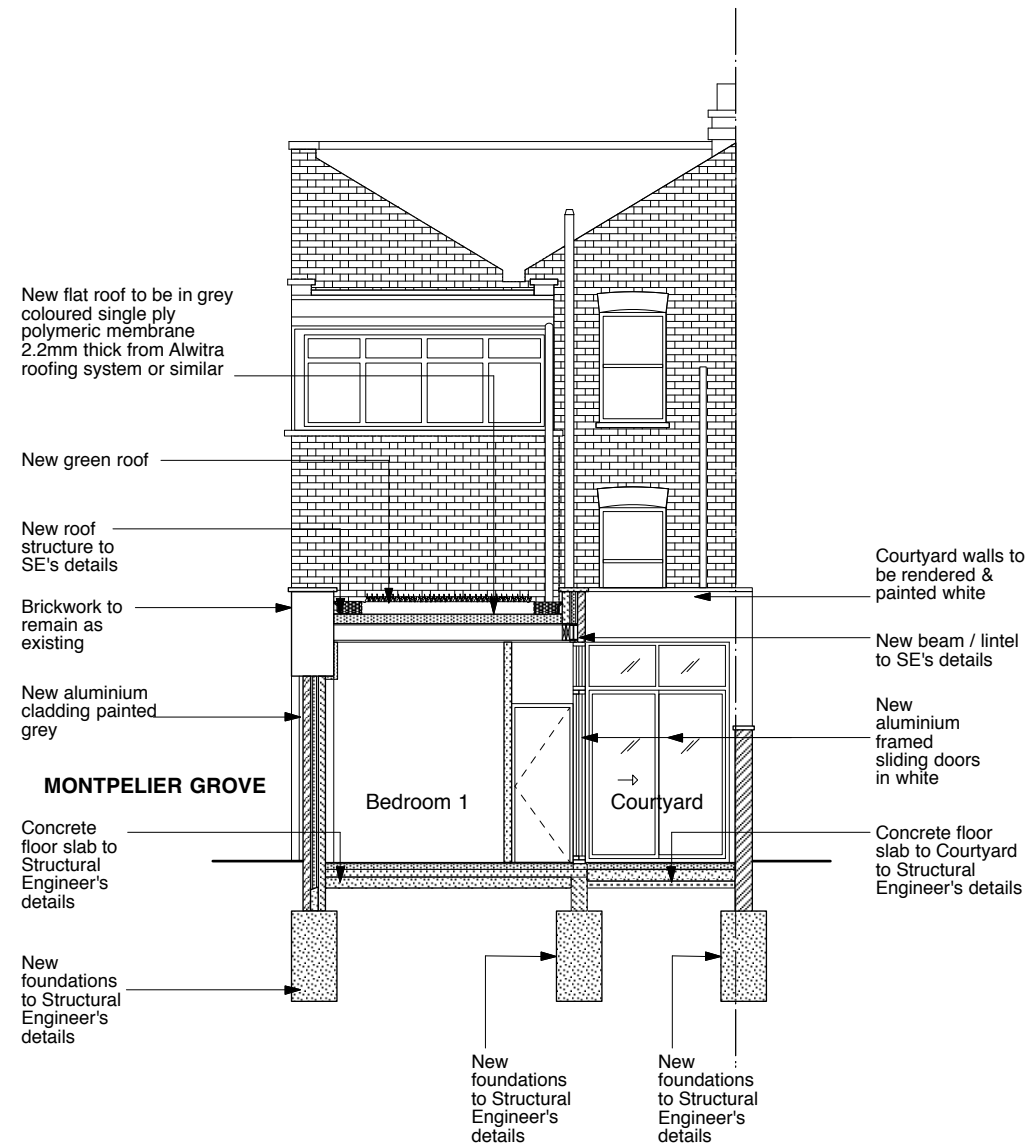 New flat roof to be in grey
coloured single ply
polymeric membrane
2.2mm thick from Alwitra
roofing system or similar
New green roof
New roof
structure to
SE's details
Brickwork to
remain as
existing
New aluminium
cladding painted
grey
MONTPELIER GROVE
Concrete
floor slab to
Structural
Engineer's
details
New
foundations
to Structural
Engineer's
details
Bedroom 1
Courtyard
Courtyard walls to
be rendered &
painted white
New beam / lintel
to SE's details
New
aluminium
framed
sliding doors
in white
Concrete floor
slab to Courtyard
to Structural
Engineer's details
New
foundations
to Structural
Engineer's
details
New
foundations
to Structural
Engineer's
details